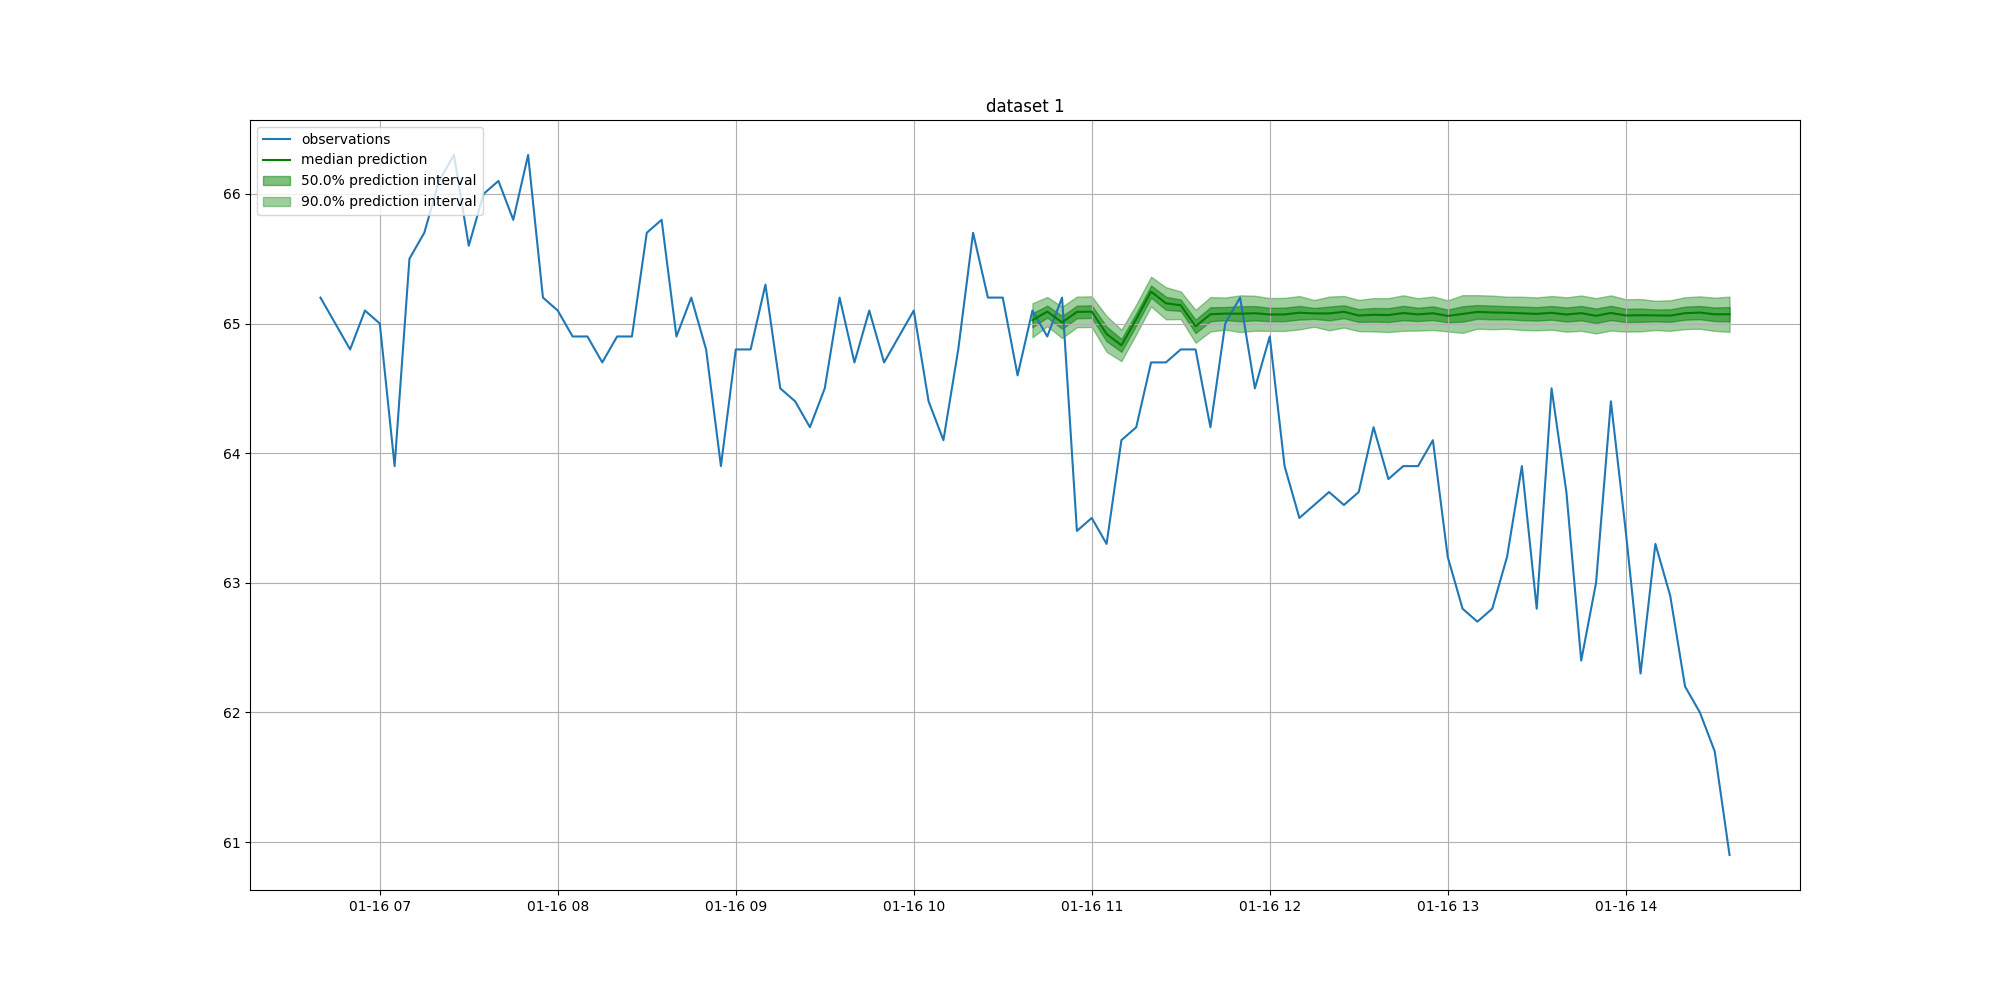 dataset 1
observations
median prediction
50.0% prediction interval
90.0% prediction interval
66
65
64
63
62
61
01-16 07
01-16 08
01-16 09
01-16 10
01-16 11
01-16 12
01-16 13
01-16 14